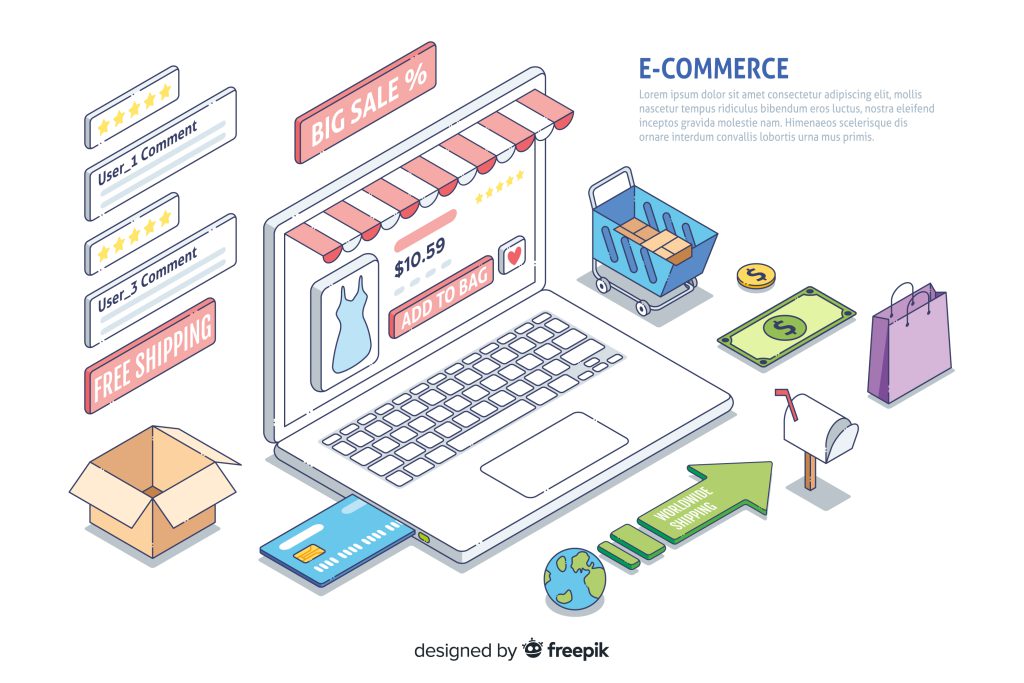 E-COMMERCE
Lorem ipsum dolor sit amet consectetur adipiscing elit, mollis
nascetur tempus ridiculus bibendum eros luctus, nostra eleifend
inceptos gravida molestie nam. Himenaeos scelerisque dis
ornare interdum convallis lobortis urna mus primis.
BIG SALE %
User_1 Comment
User_3 Comment
FREE SHIPPING
$10.59
ADD TO BAG
$
$
WORLDWIDE
SHIPPING
designed by freepik